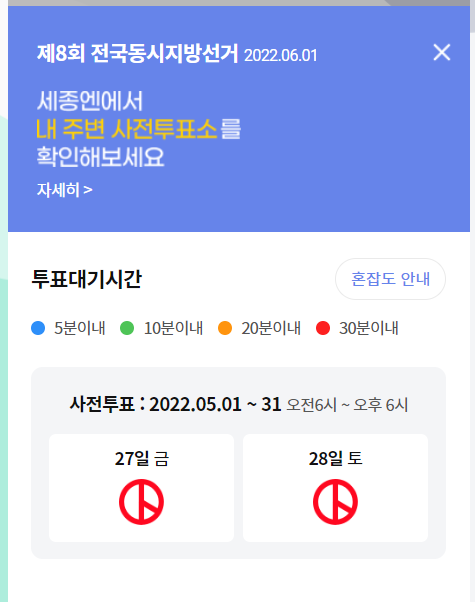 제8회 전국동시지방선거 2022.06.01
세종엔에서
내 주변 사전투표소를
확인해보세요
자세히 >
투표대기시간
혼잡도 안내
5분이내 10분이내 20분이내 30분이내
사전투표 : 2022.05.01 ~ 31 오전6시 ~ 오후 6시
27일 금 28일 토